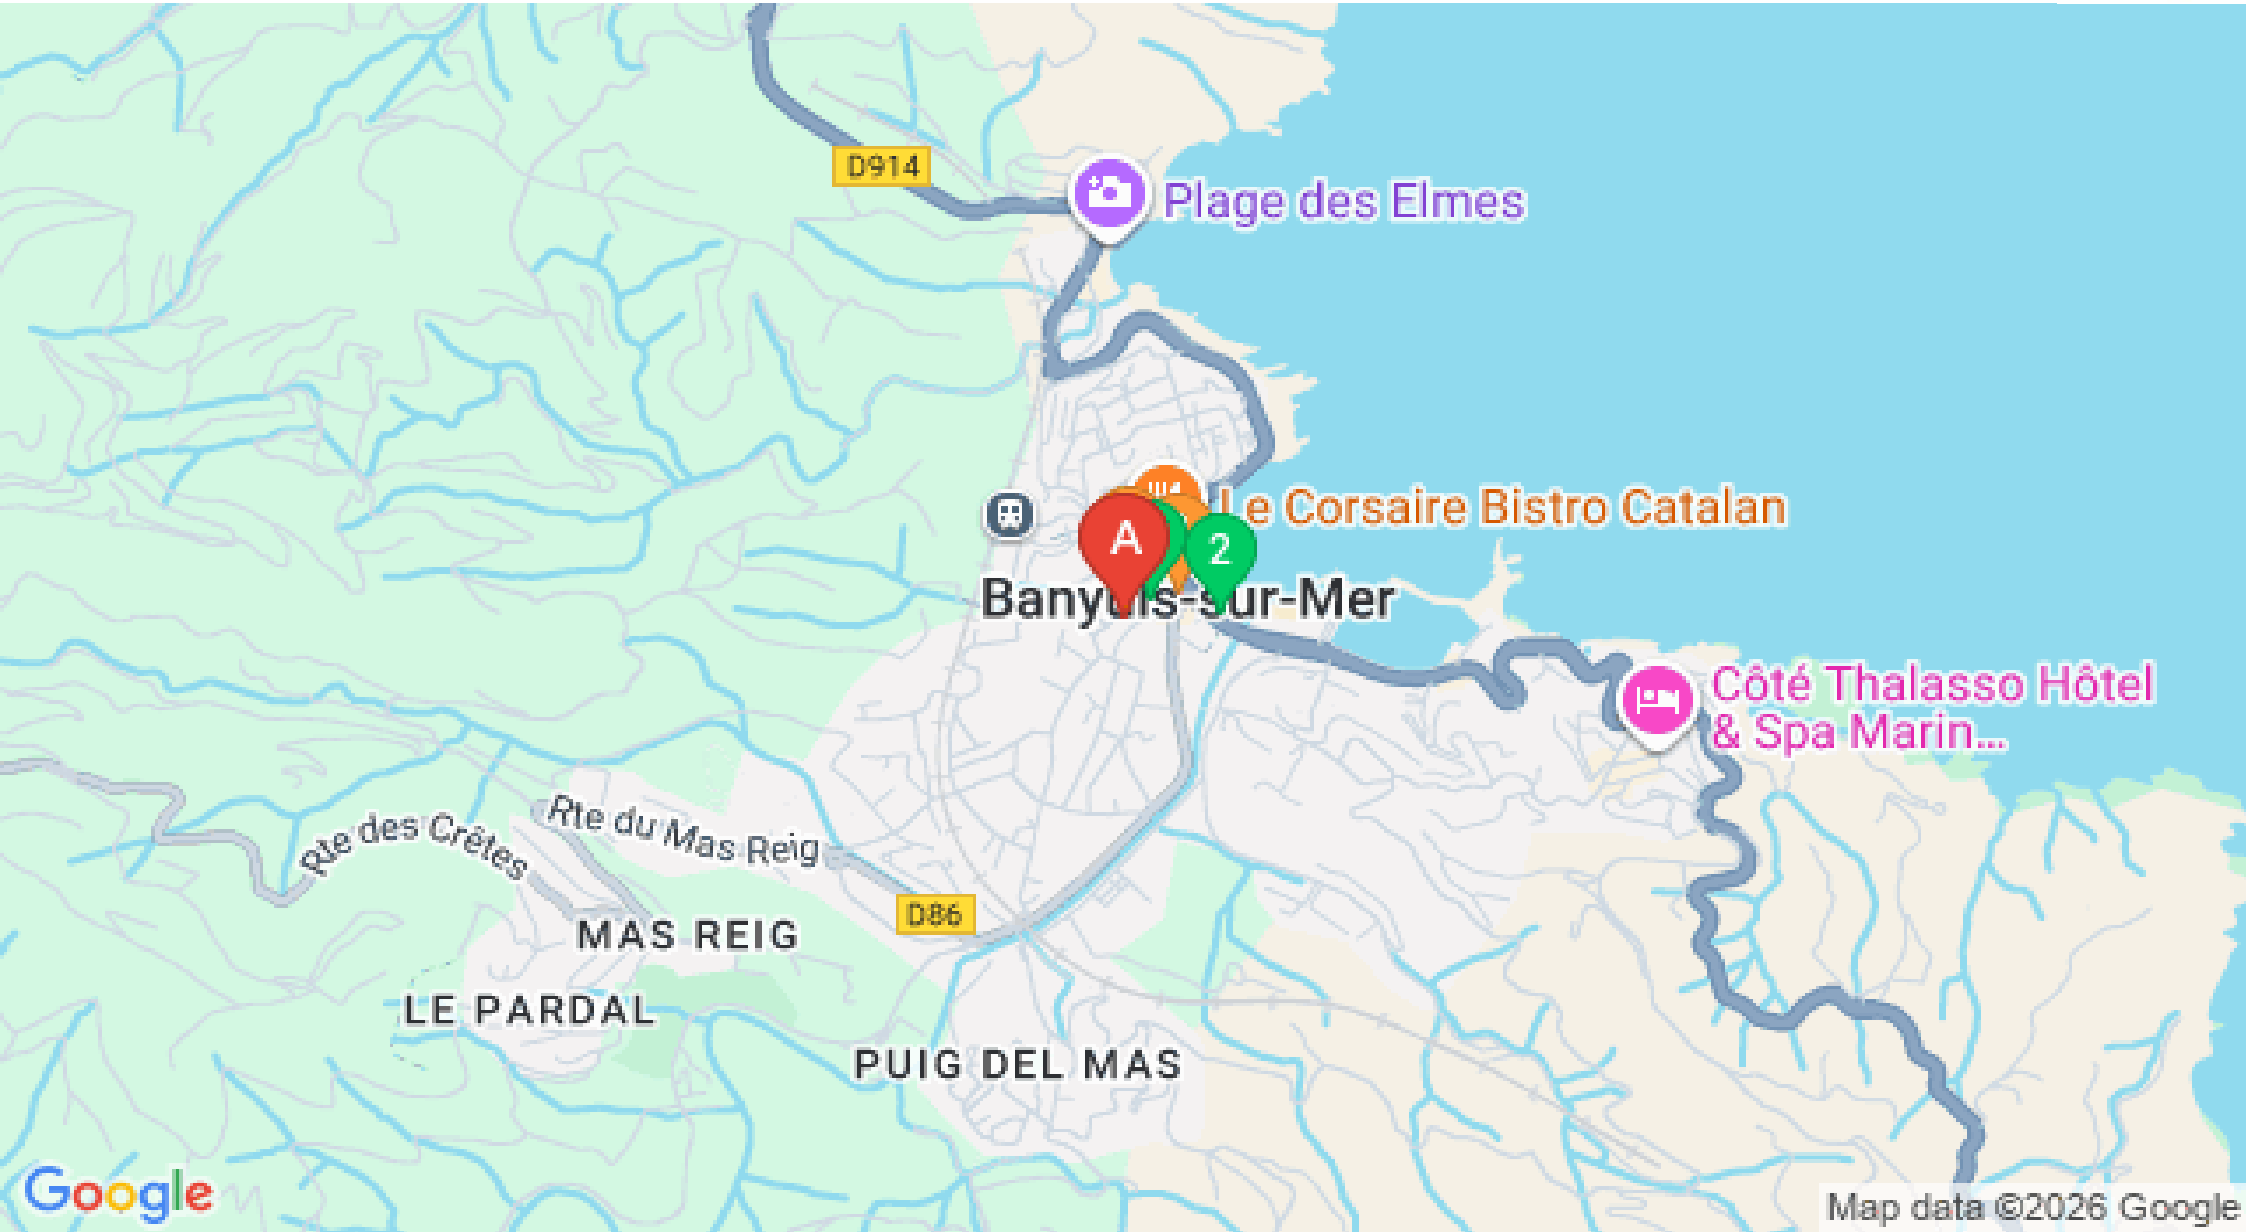 D914
Plage des Elmes
Le Corsaire Bistro Catalan
A
2
Banyuls-sur-Mer
Côté Thalasso Hôtel
& Spa Marin...
Rte des Crêtes
Rte du Mas Reig
D86
MAS REIG
LE PARDAL
PUIG DEL MAS
Google
Map data ©2026 Google